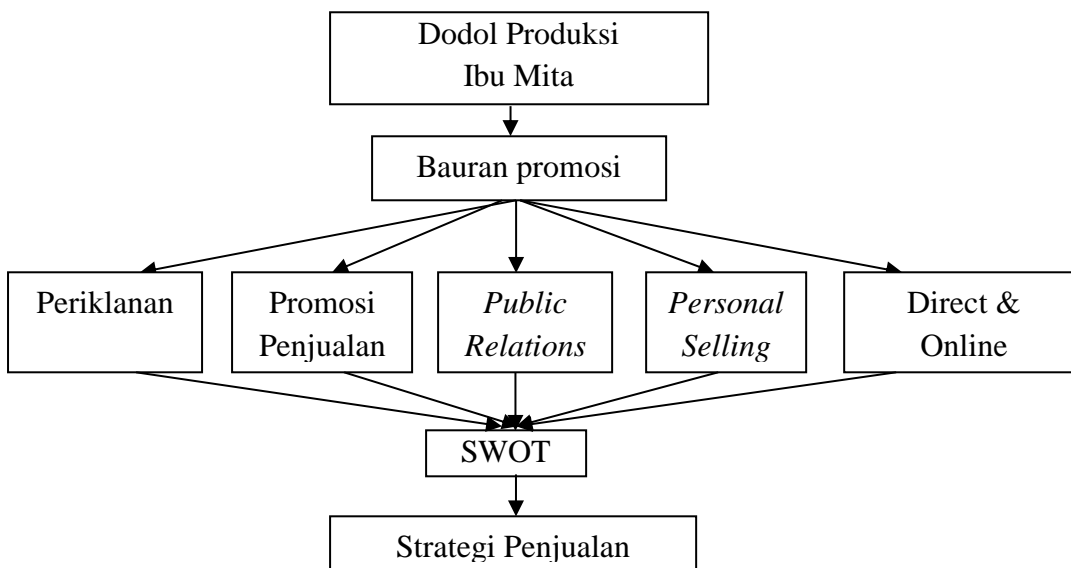 Dodol Produksi
Ibu Mita
Bauran promosi
Periklanan
Promosi
Penjualan
Public
Relations
Personal
Selling
Direct &
Online
SWOT
Strategi Penjualan